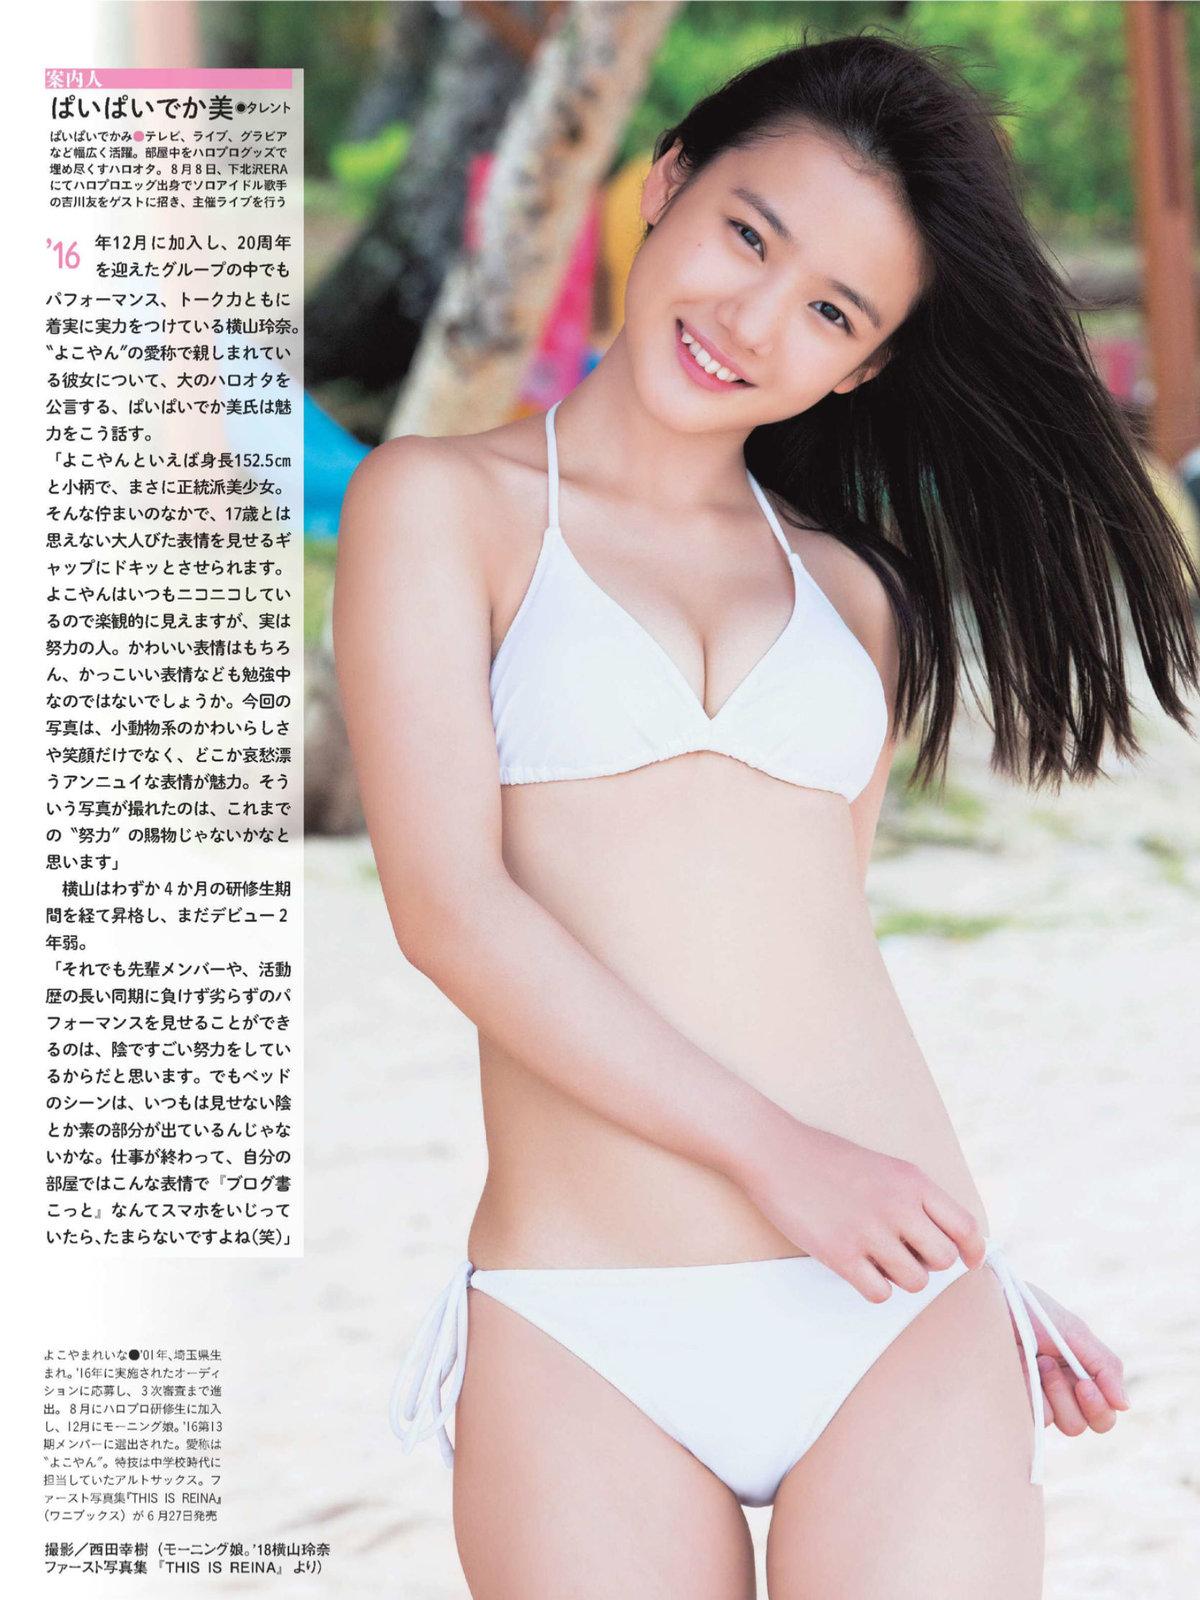 案内人
ぱいぱいでか美●タレント
ぱいぱいでかみ●テレビ、ライブ、グラビア
など幅広く活躍。部屋中をハロプログッズで
埋め尽くすハロオタ。8月8日、下北沢ERA
にてハロプロエッグ出身でソロアイドル歌手
の吉川友をゲストに招き、主催ライブを行う
'16年12月に加入し、20周年
を迎えたグループの中でも
パフォーマンス、トーク力ともに
着実に実力をつけている横山玲奈。
〝よこやん〟の愛称で親しまれてい
る彼女について、大のハロオタを
公言する、ぱいぱいでか美氏は魅
力をこう話す。
「よこやんといえば身長152.5㎝
と小柄で、まさに正統派美少女。
そんな佇まいのなかで、17歳とは
思えない大人びた表情を見せるギ
ャップにドキッとさせられます。
よこやんはいつもニコニコしてい
るので楽観的に見えますが、実は
努力の人。かわいい表情はもちろ
ん、かっこいい表情なども勉強中
なのではないでしょうか。今回の
写真は、小動物系のかわいらしさ
や笑顔だけでなく、どこか哀愁漂
うアンニュイな表情が魅力。そう
いう写真が撮れたのは、これまで
の〝努力〟の賜物じゃないかなと
思います」
　横山はわずか4か月の研修生期
間を経て昇格し、まだデビュー2
年弱。
「それでも先輩メンバーや、活動
歴の長い同期に負けず劣らずのパ
フォーマンスを見せることができ
るのは、陰ですごい努力をしてい
るからだと思います。でもベッド
のシーンは、いつもは見せない陰
とか素の部分が出ているんじゃな
いかな。仕事が終わって、自分の
部屋ではこんな表情で『ブログ書
こっと』なんてスマホをいじって
いたら、たまらないですよね(笑)」
よこやまれいな●'01年、埼玉県生
まれ。'16年に実施されたオーディ
ションに応募し、3次審査まで進
出。8月にハロプロ研修生に加入
し、12月にモーニング娘。'16第13
期メンバーに選出された。愛称は
〝よこやん〟。特技は中学校時代に
担当していたアルトサックス。フ
ァースト写真集『THIS IS REINA』
(ワニブックス)が6月27日発売
撮影／西田幸樹(モーニング娘。'18横山玲奈
ファースト写真集『THIS IS REINA』より)